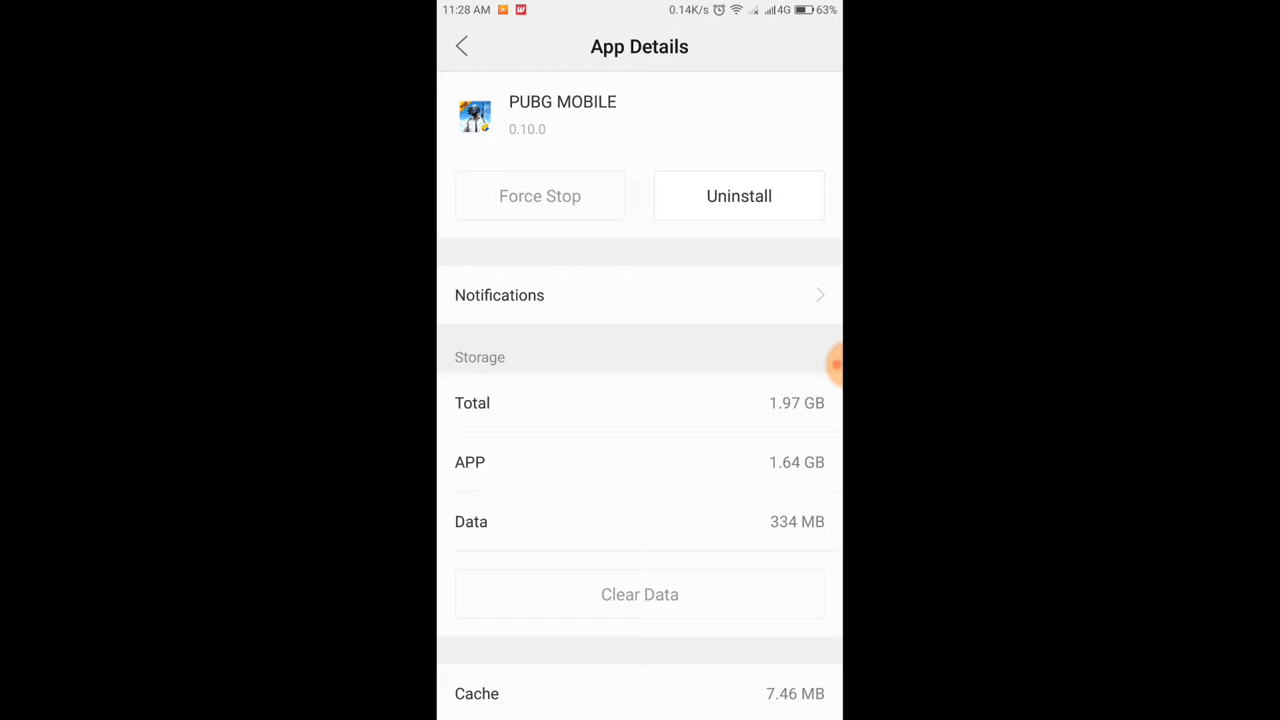 11:28 AM 0.14K/s 4G 63%
App Details
PUBG MOBILE
0.10.0
Force Stop Uninstall
Notifications
Storage
Total 1.97 GB
APP 1.64 GB
Data 334 MB
Clear Data
Cache 7.46 MB